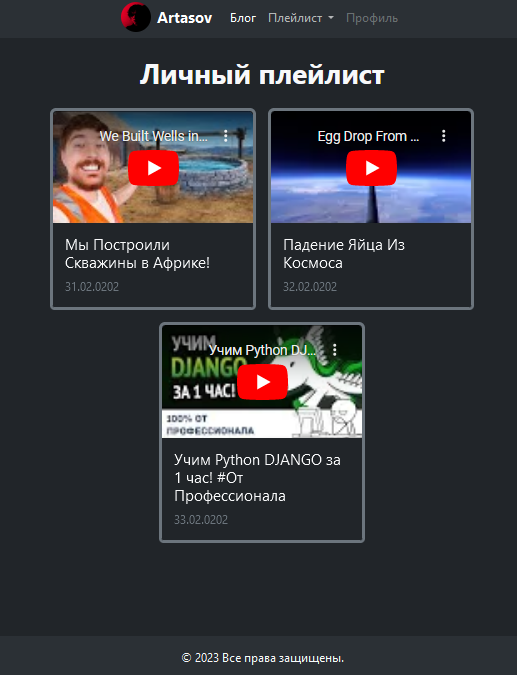 Artasov Блог Плейлист Профиль
Личный плейлист
We Built Wells in...
Мы Построили
Скважины в Африке!
31.02.0202
Egg Drop From ...
Падение Яйца Из
Космоса
32.02.0202
Учим Python DJ...
УЧИМ
DJANGO
ЗА 1 ЧАС!
100% ОТ
ПРОФЕССИОНАЛА
Учим Python DJANGO за
1 час! #От
Профессионала
33.02.0202
© 2023 Все права защищены.